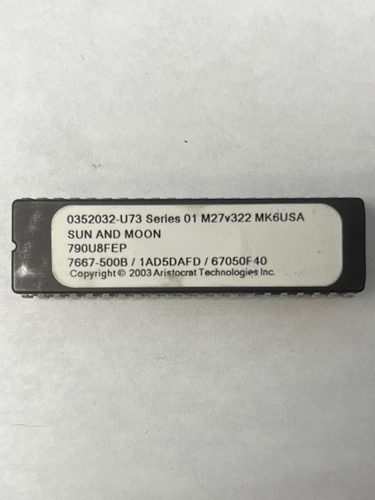 0352032-U73 Series 01 M27v322 MK6USA
SUN AND MOON
790U8FEP
7667-500B / 1AD5DAFD / 67050F40
Copyright © 2003 Aristocrat Technologies Inc.